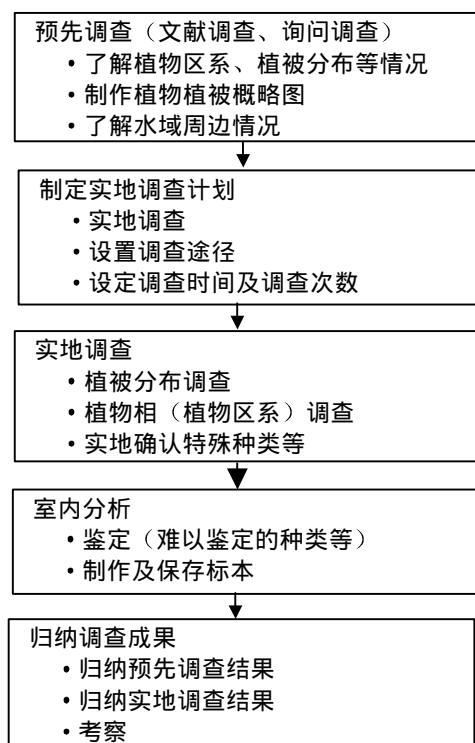 预先调查（文献调查、询问调查）
• 了解植物区系、植被分布等情况
• 制作植物植被概略图
• 了解水域周边情况
制定实地调查计划
• 实地调查
• 设置调查途径
• 设定调查时间及调查次数
实地调查
• 植被分布调查
• 植物相（植物区系）调查
• 实地确认特殊种类等
室内分析
• 鉴定（难以鉴定的种类等）
• 制作及保存标本
归纳调查成果
• 归纳预先调查结果
• 归纳实地调查结果
• 考察